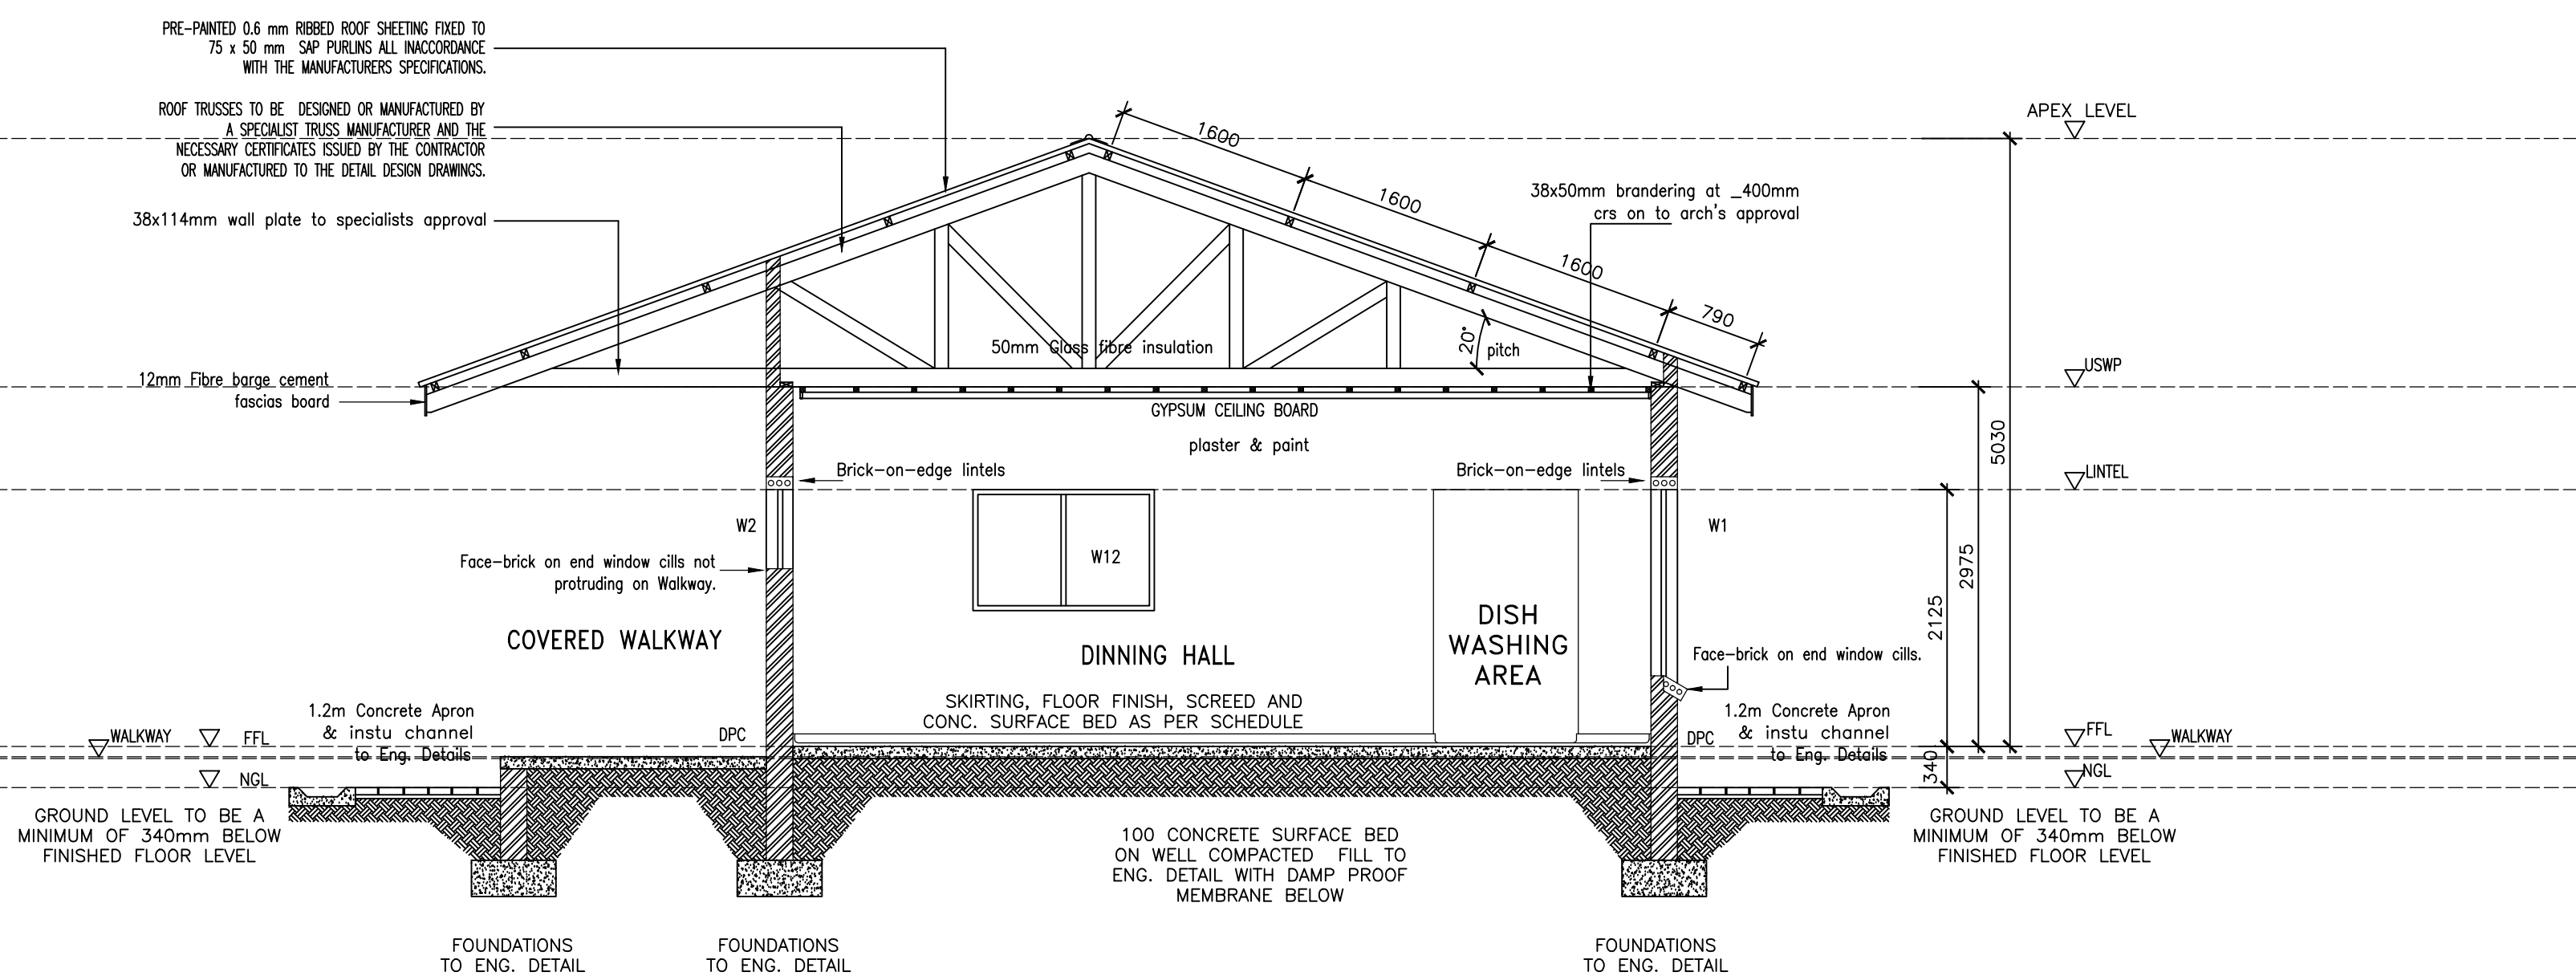 PRE-PAINTED 0.6 mm RIBBED ROOF SHEETING FIXED TO
75 x 50 mm SAP PURLINS ALL INACCORDANCE
WITH THE MANUFACTURERS SPECIFICATIONS.
ROOF TRUSSES TO BE DESIGNED OR MANUFACTURED BY
A SPECIALIST TRUSS MANUFACTURER AND THE
NECESSARY CERTIFICATES ISSUED BY THE CONTRACTOR
OR MANUFACTURED TO THE DETAIL DESIGN DRAWINGS.
38x114mm wall plate to specialists approval
12mm Fibre barge cement
fascias board
1600
1600
1600
790
38x50mm brandering at _400mm
crs on to arch's approval
50mm Glass fibre insulation
20°
pitch
GYPSUM CEILING BOARD
plaster & paint
Brick-on-edge lintels
Brick-on-edge lintels
W2
W12
W1
Face-brick on end window cills not
protruding on Walkway.
COVERED WALKWAY
DINNING HALL
DISH
WASHING
AREA
Face-brick on end window cills.
SKIRTING, FLOOR FINISH, SCREED AND
CONC. SURFACE BED AS PER SCHEDULE
1.2m Concrete Apron
& instu channel
to Eng. Details
DPC
DPC
1.2m Concrete Apron
& instu channel
to Eng. Details
WALKWAY
FFL
NGL
GROUND LEVEL TO BE A
MINIMUM OF 340mm BELOW
FINISHED FLOOR LEVEL
100 CONCRETE SURFACE BED
ON WELL COMPACTED FILL TO
ENG. DETAIL WITH DAMP PROOF
MEMBRANE BELOW
FOUNDATIONS
TO ENG. DETAIL
FOUNDATIONS
TO ENG. DETAIL
FOUNDATIONS
TO ENG. DETAIL
APEX LEVEL
USWP
LINTEL
5030
2975
2125
340
FFL
WALKWAY
NGL
GROUND LEVEL TO BE A
MINIMUM OF 340mm BELOW
FINISHED FLOOR LEVEL